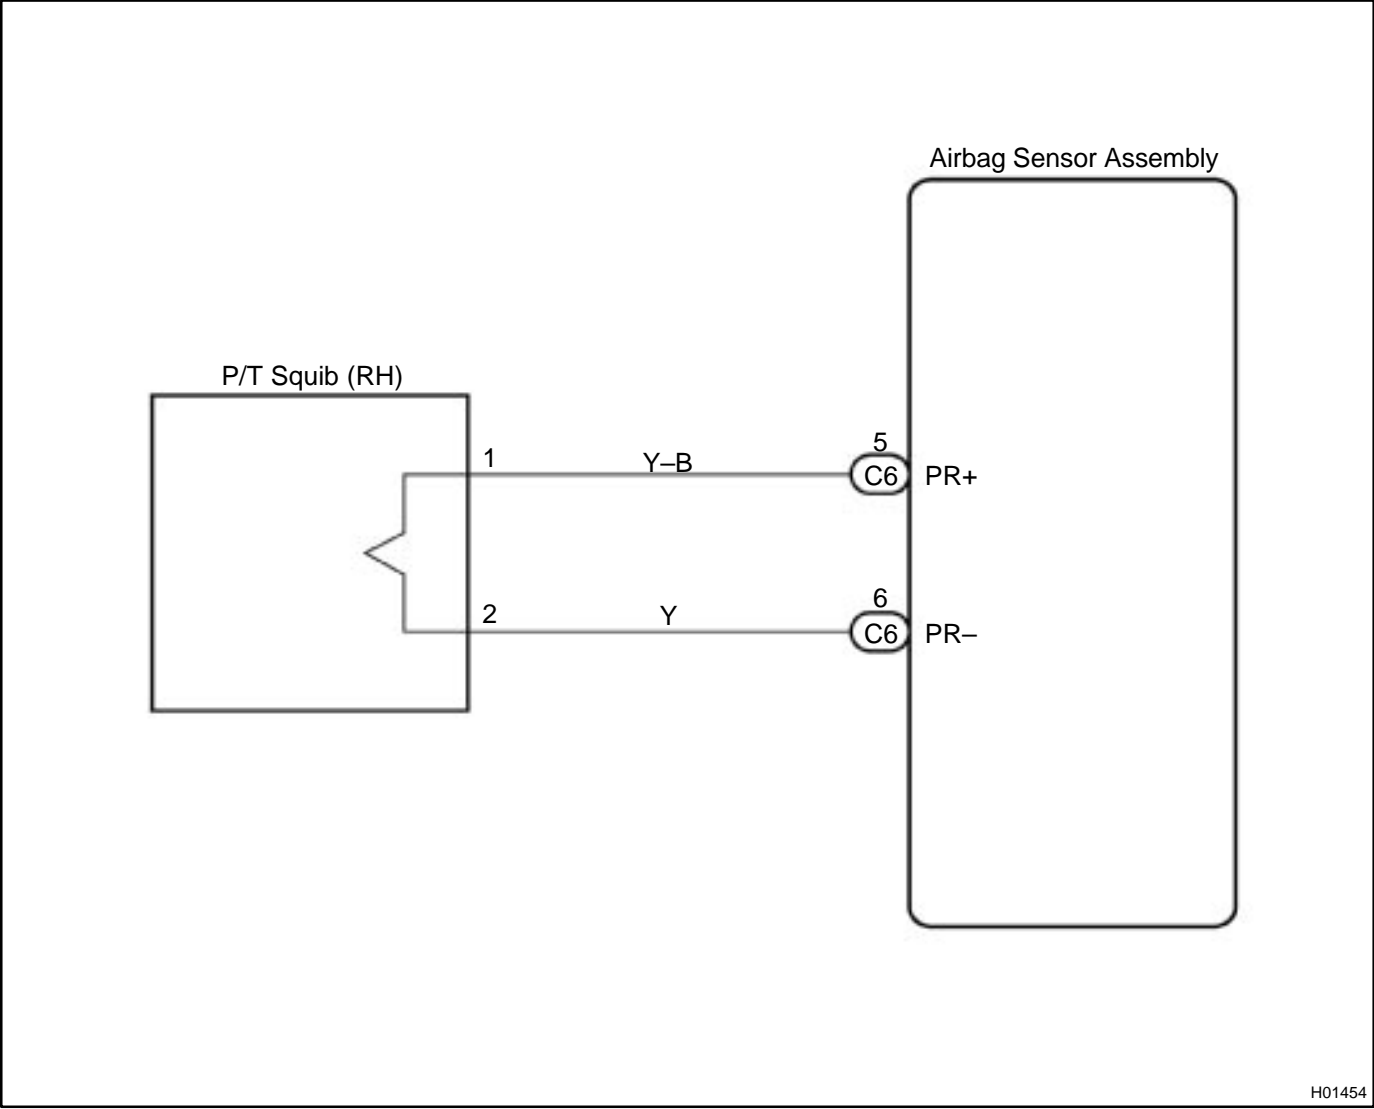 Airbag Sensor Assembly
P/T Squib (RH)
1
Y–B
5
C6
PR+
2
Y
6
C6
PR–
H01454